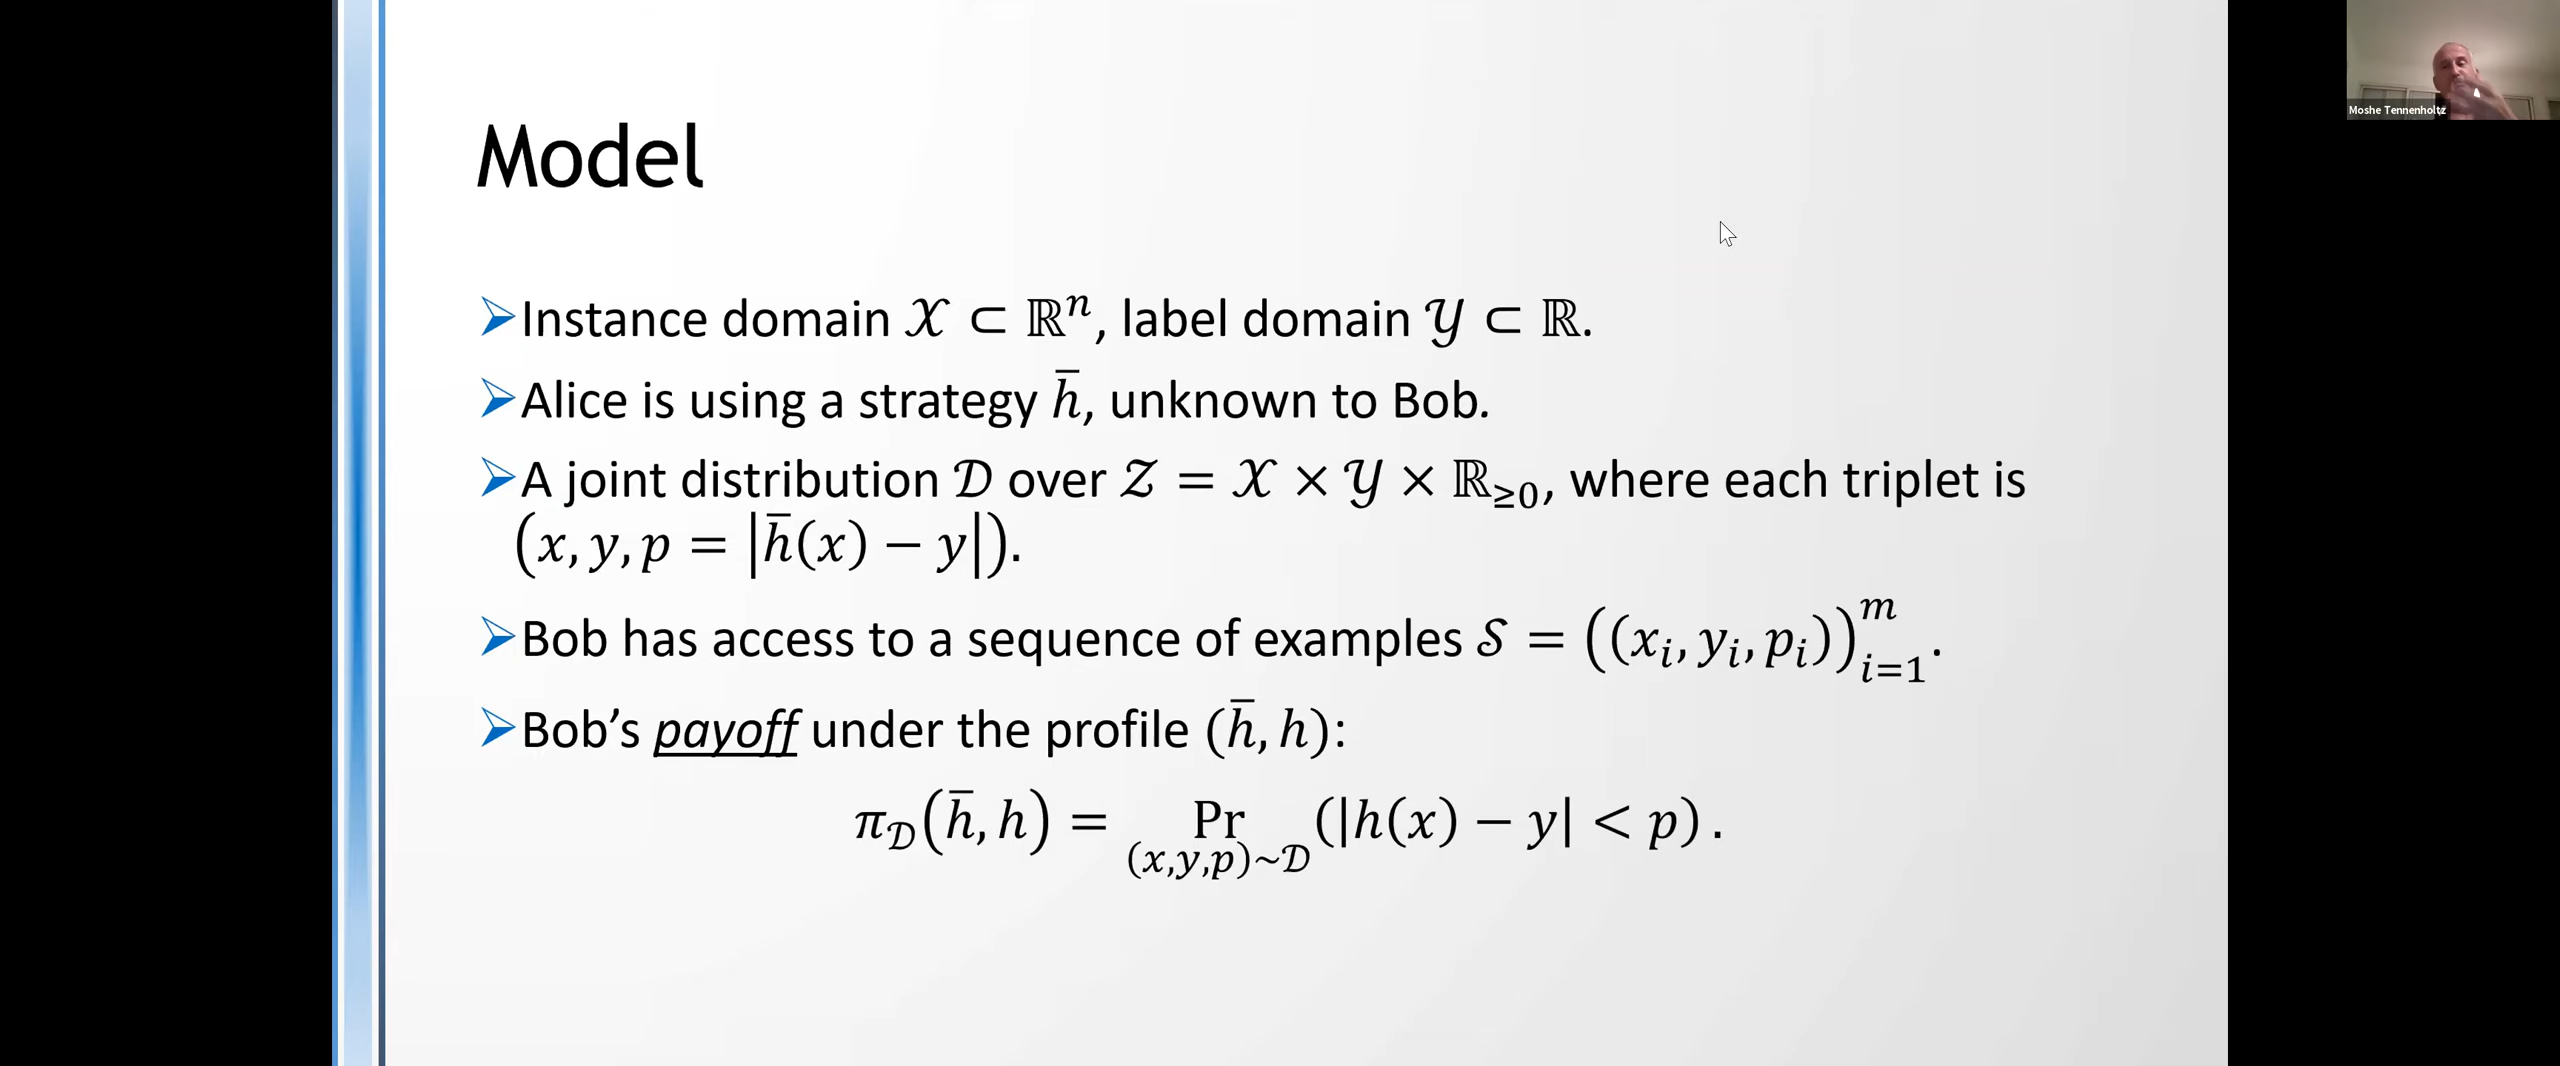 Moshe Tennenholtz
Model
➢Instance domain 𝒳 ⊂ ℝⁿ, label domain 𝒴 ⊂ ℝ.
➢Alice is using a strategy h̄, unknown to Bob.
➢A joint distribution 𝒟 over 𝒵 = 𝒳 × 𝒴 × ℝ≥0, where each triplet is
(x, y, p = |h̄(x) − y|).
➢Bob has access to a sequence of examples 𝒮 = ((xᵢ, yᵢ, pᵢ))ᵢ₌₁ᵐ.
➢Bob’s payoff under the profile (h̄, h):
π_𝒟(h̄, h) = Pr_(x,y,p)~𝒟 (|h(x) − y| < p).